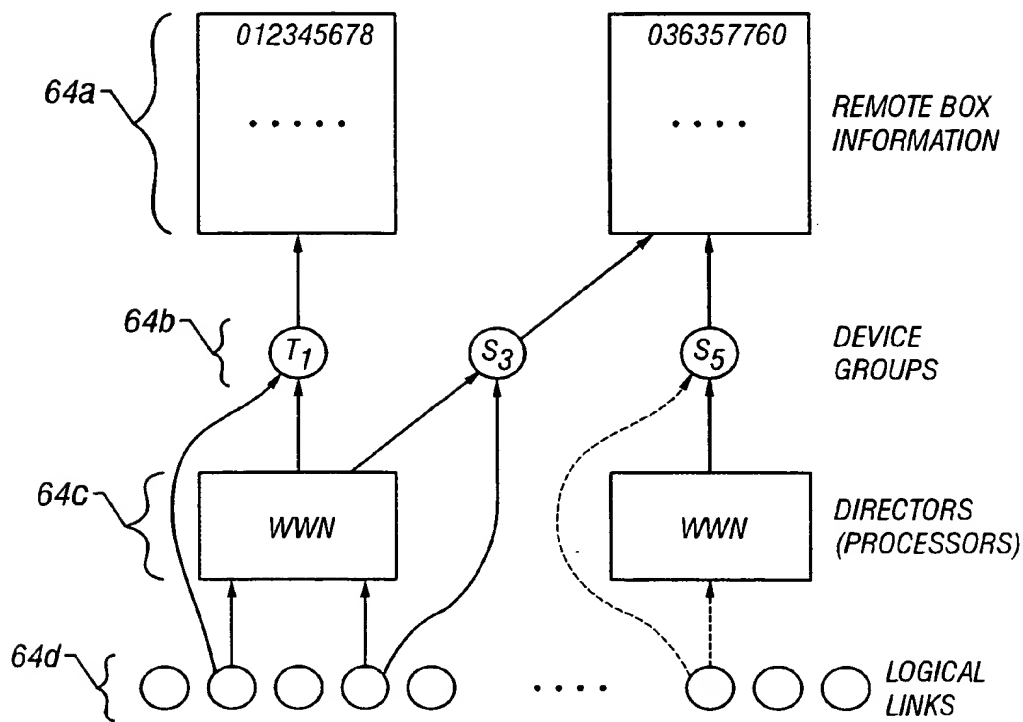 012345678
036357760
64a
.....
....
REMOTE BOX
INFORMATION
64b
T1
S3
S5
DEVICE
GROUPS
64c
WWN
WWN
DIRECTORS
(PROCESSORS)
64d
....
LOGICAL
LINKS